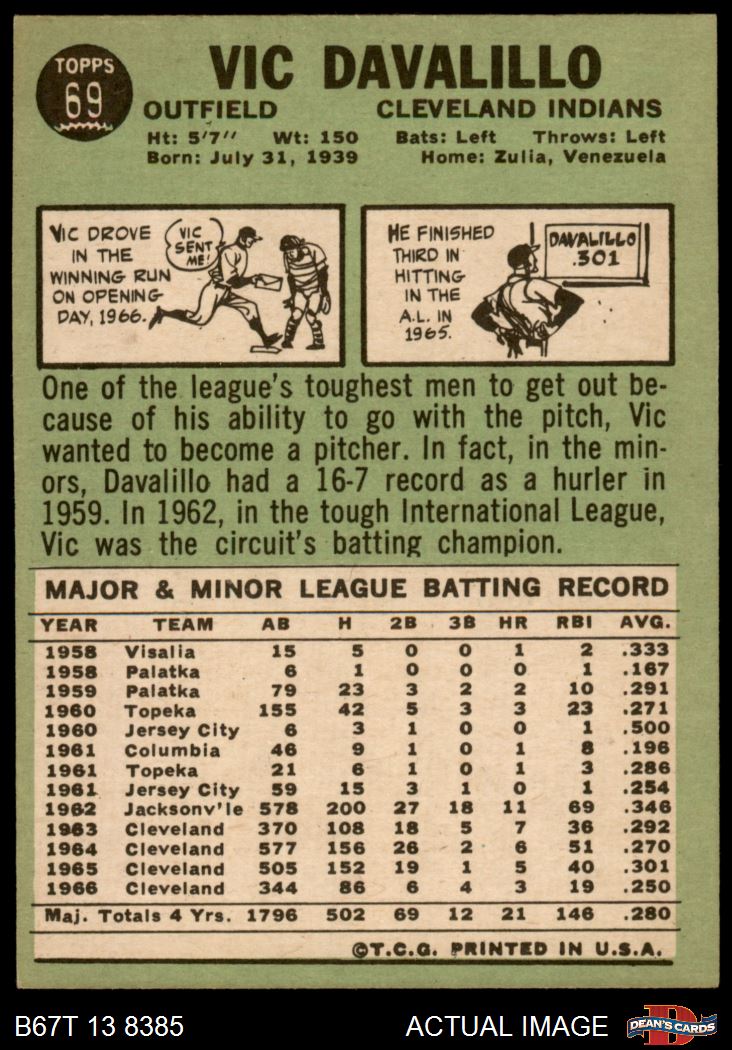 TOPPS
69
VIC DAVALILLO
OUTFIELD CLEVELAND INDIANS
Ht: 5'7" Wt: 150 Bats: Left Throws: Left
Born: July 31, 1939 Home: Zulia, Venezuela
VIC DROVE
IN THE
WINNING RUN
ON OPENING
DAY, 1966.
VIC
SENT
ME!
HE FINISHED
THIRD IN
HITTING
IN THE
A.L. IN
1965.
DAVALILLO
.301
One of the league's toughest men to get out be-
cause of his ability to go with the pitch, Vic
wanted to become a pitcher. In fact, in the min-
ors, Davalillo had a 16-7 record as a hurler in
1959. In 1962, in the tough International League,
Vic was the circuit's batting champion.
MAJOR & MINOR LEAGUE BATTING RECORD
YEAR TEAM AB H 2B 3B HR RBI AVG.
1958 Visalia 15 5 0 0 1 2 .333
1958 Palatka 6 1 0 0 0 1 .167
1959 Palatka 79 23 3 2 2 10 .291
1960 Topeka 155 42 5 3 3 23 .271
1960 Jersey City 6 3 1 0 0 1 .500
1961 Columbia 46 9 1 0 1 8 .196
1961 Topeka 21 6 1 0 1 3 .286
1961 Jersey City 59 15 3 1 0 1 .254
1962 Jacksonv'le 578 200 27 18 11 69 .346
1963 Cleveland 370 108 18 5 7 36 .292
1964 Cleveland 577 156 26 2 6 51 .270
1965 Cleveland 505 152 19 1 5 40 .301
1966 Cleveland 344 86 6 4 3 19 .250
Maj. Totals 4 Yrs. 1796 502 69 12 21 146 .280
©T.C.G. PRINTED IN U.S.A.
B67T 13 8385 ACTUAL IMAGE
D
DEAN'S CARDS